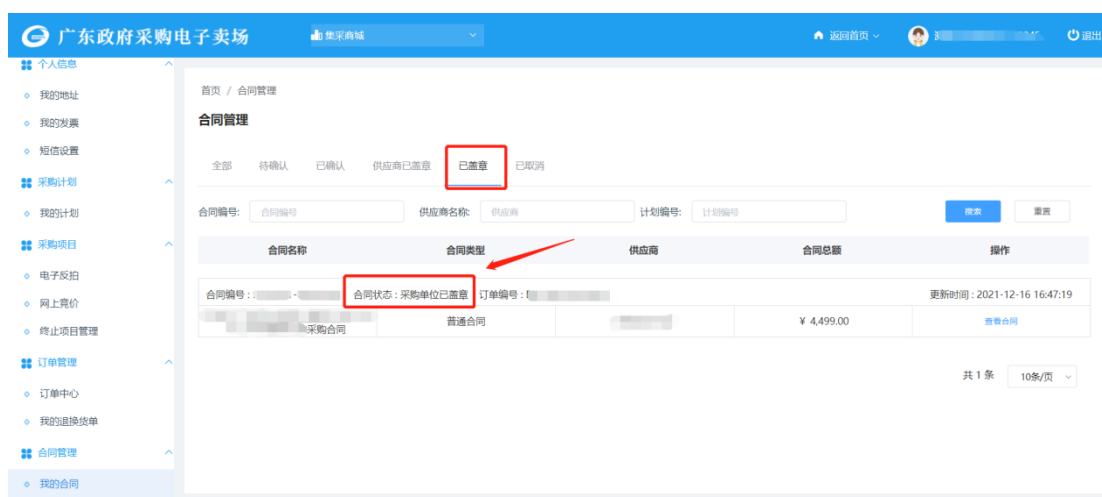 广东政府采购电子卖场
集采商城
返回首页
退出
个人信息
我的地址
我的发票
短信设置
采购计划
我的计划
采购项目
电子反拍
网上竞价
终止项目管理
订单管理
订单中心
我的退换货单
合同管理
我的合同
首页 / 合同管理
合同管理
全部 待确认 已确认 供应商已盖章 已盖章 已取消
合同编号: 合同编号 供应商名称: 供应商 计划编号: 计划编号 搜索 重置
合同名称 合同类型 供应商 合同总额 操作
合同编号: 合同状态：采购单位已盖章 订单编号: 更新时间：2021-12-16 16:47:19
采购合同 普通合同 ¥ 4,499.00 查看合同
共 1 条 10条/页